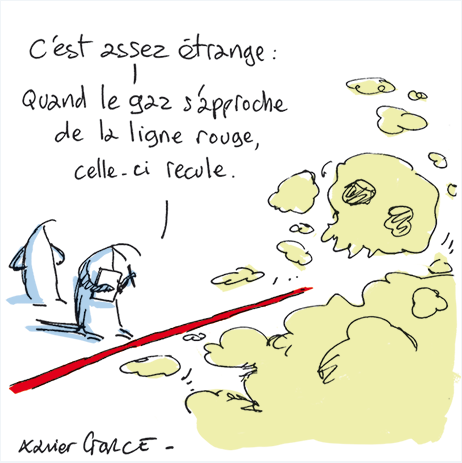 C'est assez étrange :
Quand le gaz s'approche
de la ligne rouge,
celle-ci recule.
Xavier GORCE